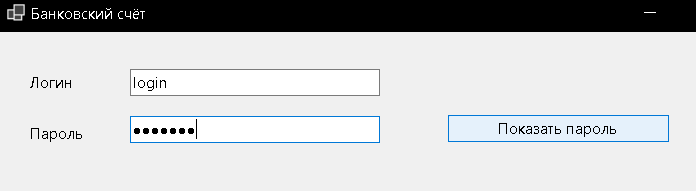 Банковский счёт
Логин login
Пароль ●●●●●●● Показать пароль